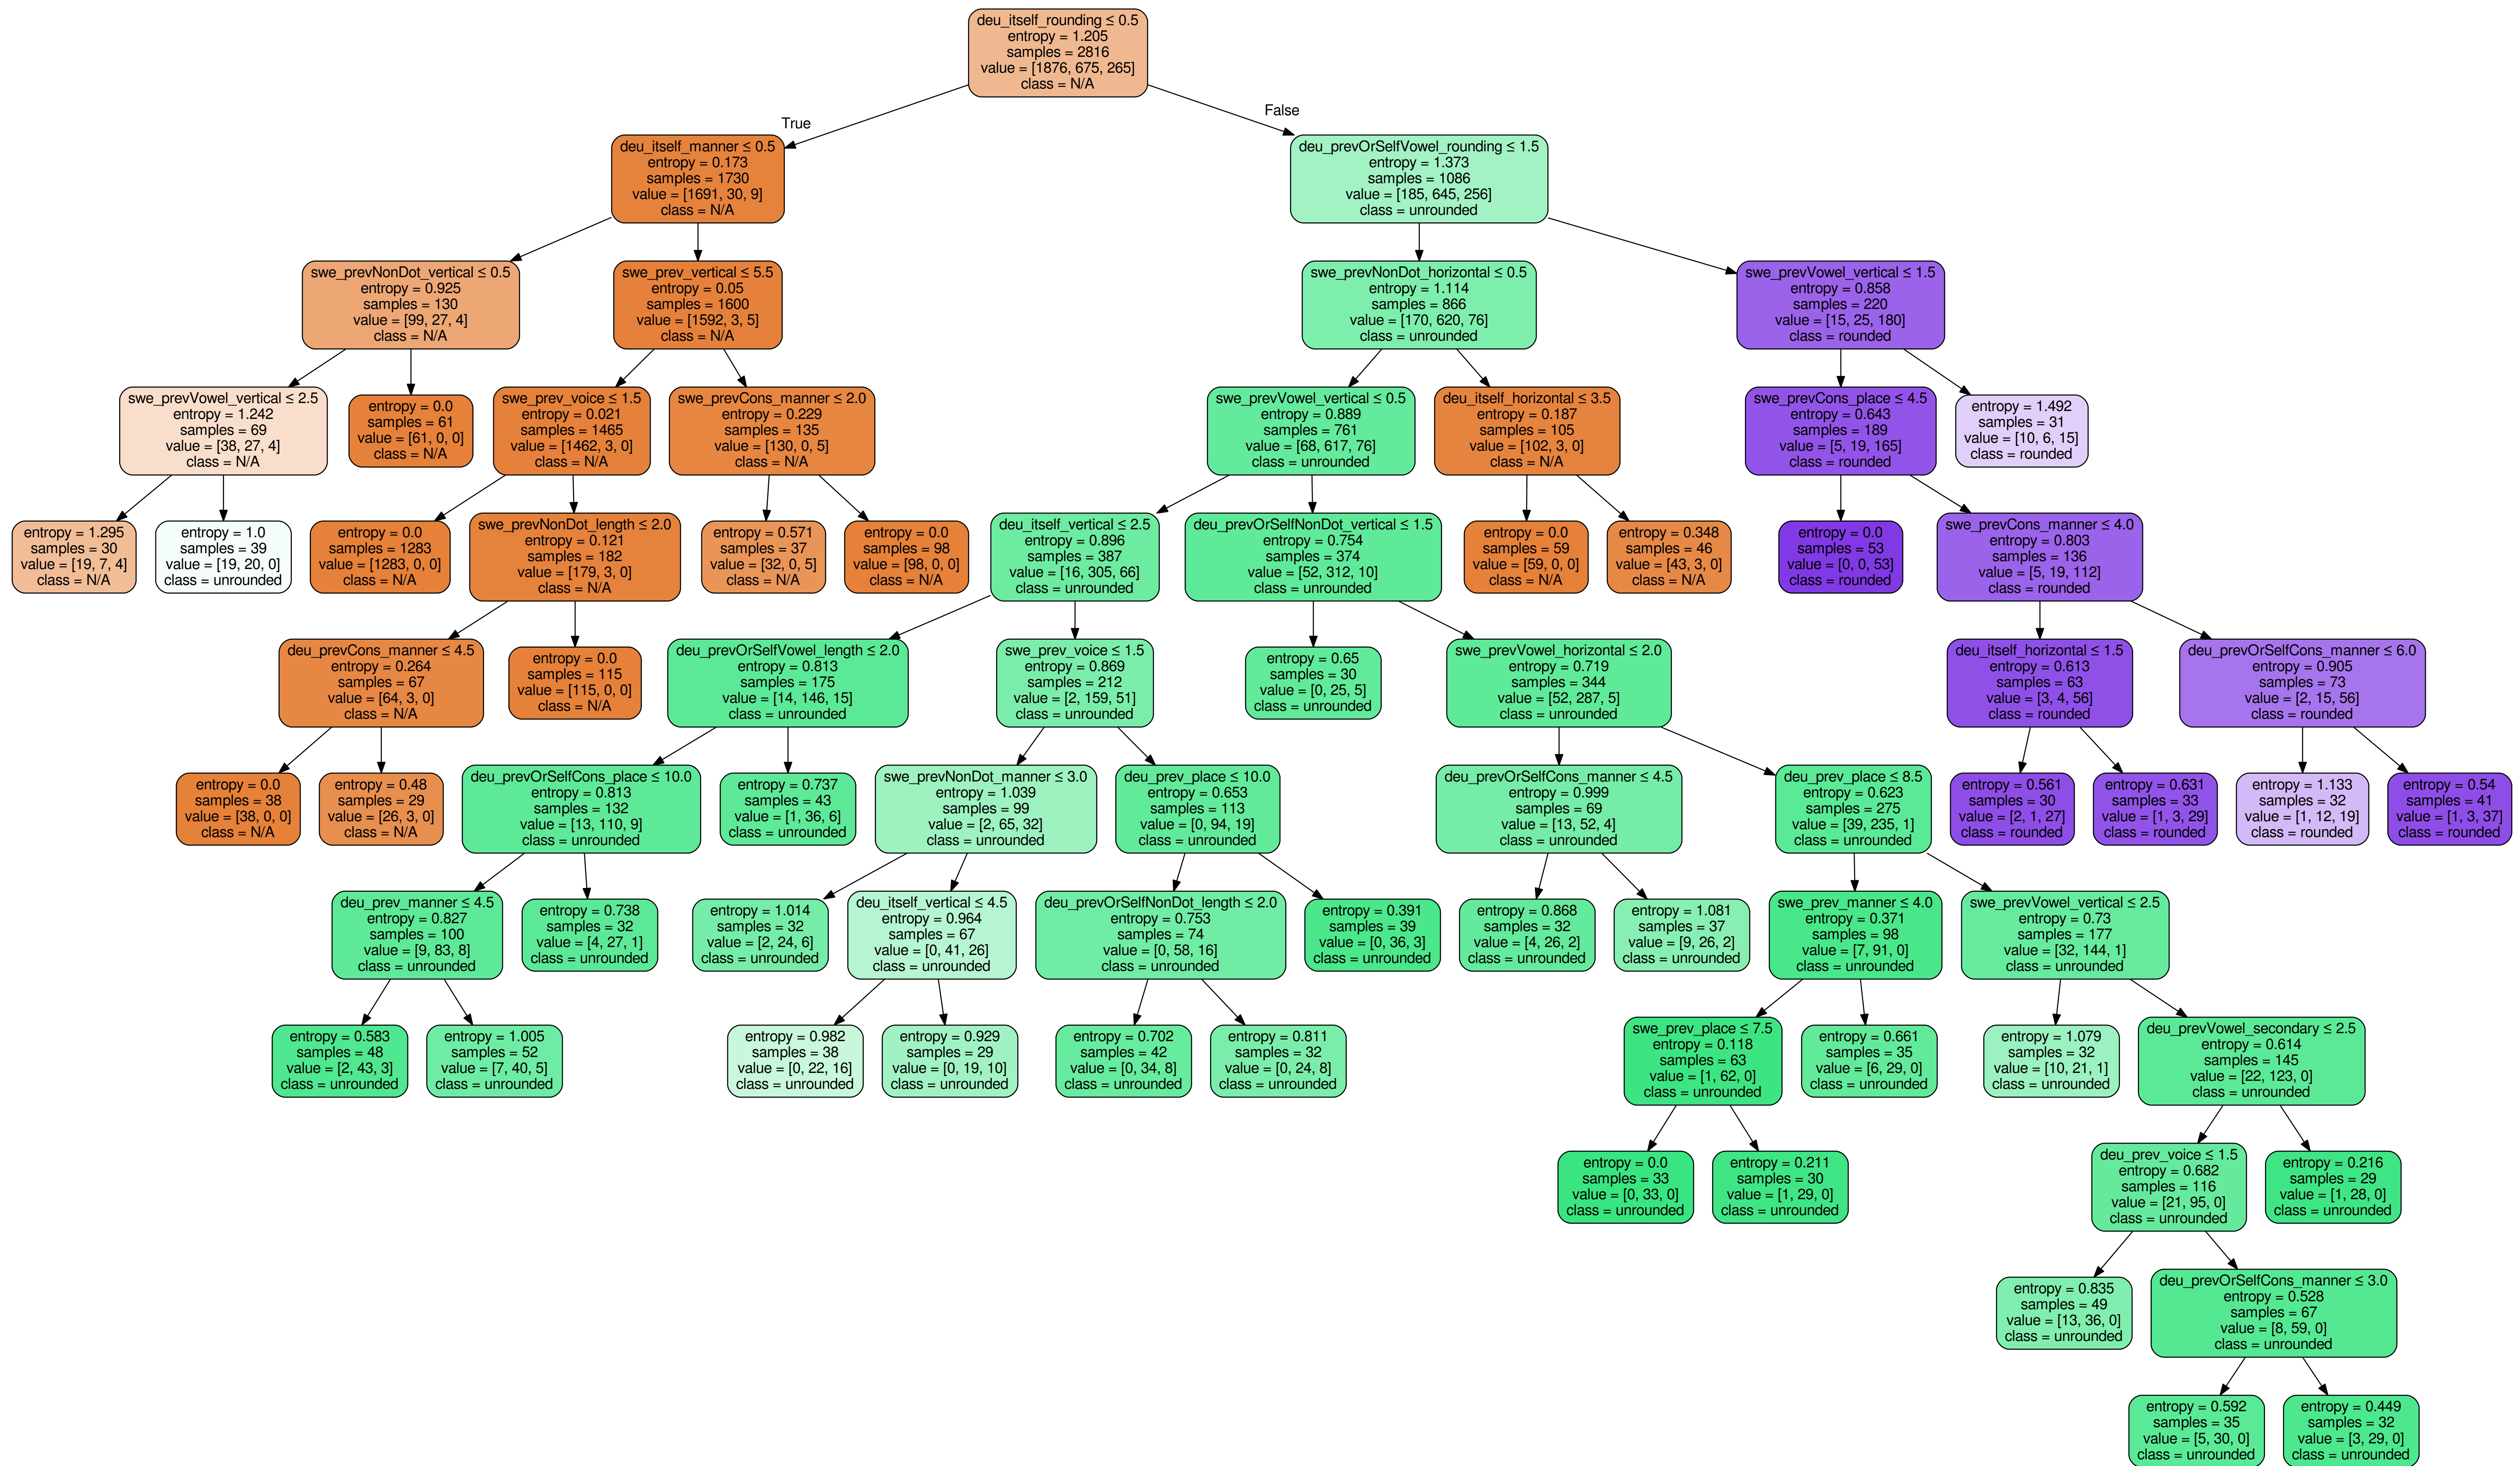 deu_itself_rounding ≤ 0.5
entropy = 1.205
samples = 2816
value = [1876, 675, 265]
class = N/A
True
False
deu_itself_manner ≤ 0.5
entropy = 0.173
samples = 1730
value = [1691, 30, 9]
class = N/A
deu_prevOrSelfVowel_rounding ≤ 1.5
entropy = 1.373
samples = 1086
value = [185, 645, 256]
class = unrounded
swe_prevNonDot_vertical ≤ 0.5
entropy = 0.925
samples = 130
value = [99, 27, 4]
class = N/A
swe_prev_vertical ≤ 5.5
entropy = 0.05
samples = 1600
value = [1592, 3, 5]
class = N/A
swe_prevNonDot_horizontal ≤ 0.5
entropy = 1.114
samples = 866
value = [170, 620, 76]
class = unrounded
swe_prevVowel_vertical ≤ 1.5
entropy = 0.858
samples = 220
value = [15, 25, 180]
class = rounded
swe_prevVowel_vertical ≤ 2.5
entropy = 1.242
samples = 69
value = [38, 27, 4]
class = N/A
entropy = 0.0
samples = 61
value = [61, 0, 0]
class = N/A
swe_prev_voice ≤ 1.5
entropy = 0.021
samples = 1465
value = [1462, 3, 0]
class = N/A
swe_prevCons_manner ≤ 2.0
entropy = 0.229
samples = 135
value = [130, 0, 5]
class = N/A
swe_prevVowel_vertical ≤ 0.5
entropy = 0.889
samples = 761
value = [68, 617, 76]
class = unrounded
deu_itself_horizontal ≤ 3.5
entropy = 0.187
samples = 105
value = [102, 3, 0]
class = N/A
swe_prevCons_place ≤ 4.5
entropy = 0.643
samples = 189
value = [5, 19, 165]
class = rounded
entropy = 1.492
samples = 31
value = [10, 6, 15]
class = rounded
entropy = 1.295
samples = 30
value = [19, 7, 4]
class = N/A
entropy = 1.0
samples = 39
value = [19, 20, 0]
class = unrounded
entropy = 0.0
samples = 1283
value = [1283, 0, 0]
class = N/A
swe_prevNonDot_length ≤ 2.0
entropy = 0.121
samples = 182
value = [179, 3, 0]
class = N/A
entropy = 0.571
samples = 37
value = [32, 0, 5]
class = N/A
entropy = 0.0
samples = 98
value = [98, 0, 0]
class = N/A
deu_itself_vertical ≤ 2.5
entropy = 0.896
samples = 387
value = [16, 305, 66]
class = unrounded
deu_prevOrSelfNonDot_vertical ≤ 1.5
entropy = 0.754
samples = 374
value = [52, 312, 10]
class = unrounded
entropy = 0.0
samples = 59
value = [59, 0, 0]
class = N/A
entropy = 0.348
samples = 46
value = [43, 3, 0]
class = N/A
entropy = 0.0
samples = 53
value = [0, 0, 53]
class = rounded
swe_prevCons_manner ≤ 4.0
entropy = 0.803
samples = 136
value = [5, 19, 112]
class = rounded
deu_prevCons_manner ≤ 4.5
entropy = 0.264
samples = 67
value = [64, 3, 0]
class = N/A
entropy = 0.0
samples = 115
value = [115, 0, 0]
class = N/A
deu_prevOrSelfVowel_length ≤ 2.0
entropy = 0.813
samples = 175
value = [14, 146, 15]
class = unrounded
swe_prev_voice ≤ 1.5
entropy = 0.869
samples = 212
value = [2, 159, 51]
class = unrounded
entropy = 0.65
samples = 30
value = [0, 25, 5]
class = unrounded
swe_prevVowel_horizontal ≤ 2.0
entropy = 0.719
samples = 344
value = [52, 287, 5]
class = unrounded
deu_itself_horizontal ≤ 1.5
entropy = 0.613
samples = 63
value = [3, 4, 56]
class = rounded
deu_prevOrSelfCons_manner ≤ 6.0
entropy = 0.905
samples = 73
value = [2, 15, 56]
class = rounded
entropy = 0.0
samples = 38
value = [38, 0, 0]
class = N/A
entropy = 0.48
samples = 29
value = [26, 3, 0]
class = N/A
deu_prevOrSelfCons_place ≤ 10.0
entropy = 0.813
samples = 132
value = [13, 110, 9]
class = unrounded
entropy = 0.737
samples = 43
value = [1, 36, 6]
class = unrounded
swe_prevNonDot_manner ≤ 3.0
entropy = 1.039
samples = 99
value = [2, 65, 32]
class = unrounded
deu_prev_place ≤ 10.0
entropy = 0.653
samples = 113
value = [0, 94, 19]
class = unrounded
deu_prevOrSelfCons_manner ≤ 4.5
entropy = 0.999
samples = 69
value = [13, 52, 4]
class = unrounded
deu_prev_place ≤ 8.5
entropy = 0.623
samples = 275
value = [39, 235, 1]
class = unrounded
entropy = 0.561
samples = 30
value = [2, 1, 27]
class = rounded
entropy = 0.631
samples = 33
value = [1, 3, 29]
class = rounded
entropy = 1.133
samples = 32
value = [1, 12, 19]
class = rounded
entropy = 0.54
samples = 41
value = [1, 3, 37]
class = rounded
deu_prev_manner ≤ 4.5
entropy = 0.827
samples = 100
value = [9, 83, 8]
class = unrounded
entropy = 0.738
samples = 32
value = [4, 27, 1]
class = unrounded
entropy = 1.014
samples = 32
value = [2, 24, 6]
class = unrounded
deu_itself_vertical ≤ 4.5
entropy = 0.964
samples = 67
value = [0, 41, 26]
class = unrounded
deu_prevOrSelfNonDot_length ≤ 2.0
entropy = 0.753
samples = 74
value = [0, 58, 16]
class = unrounded
entropy = 0.391
samples = 39
value = [0, 36, 3]
class = unrounded
entropy = 0.868
samples = 32
value = [4, 26, 2]
class = unrounded
entropy = 1.081
samples = 37
value = [9, 26, 2]
class = unrounded
swe_prev_manner ≤ 4.0
entropy = 0.371
samples = 98
value = [7, 91, 0]
class = unrounded
swe_prevVowel_vertical ≤ 2.5
entropy = 0.73
samples = 177
value = [32, 144, 1]
class = unrounded
entropy = 0.583
samples = 48
value = [2, 43, 3]
class = unrounded
entropy = 1.005
samples = 52
value = [7, 40, 5]
class = unrounded
entropy = 0.982
samples = 38
value = [0, 22, 16]
class = unrounded
entropy = 0.929
samples = 29
value = [0, 19, 10]
class = unrounded
entropy = 0.702
samples = 42
value = [0, 34, 8]
class = unrounded
entropy = 0.811
samples = 32
value = [0, 24, 8]
class = unrounded
swe_prev_place ≤ 7.5
entropy = 0.118
samples = 63
value = [1, 62, 0]
class = unrounded
entropy = 0.661
samples = 35
value = [6, 29, 0]
class = unrounded
entropy = 1.079
samples = 32
value = [10, 21, 1]
class = unrounded
deu_prevVowel_secondary ≤ 2.5
entropy = 0.614
samples = 145
value = [22, 123, 0]
class = unrounded
entropy = 0.0
samples = 33
value = [0, 33, 0]
class = unrounded
entropy = 0.211
samples = 30
value = [1, 29, 0]
class = unrounded
deu_prev_voice ≤ 1.5
entropy = 0.682
samples = 116
value = [21, 95, 0]
class = unrounded
entropy = 0.216
samples = 29
value = [1, 28, 0]
class = unrounded
entropy = 0.835
samples = 49
value = [13, 36, 0]
class = unrounded
deu_prevOrSelfCons_manner ≤ 3.0
entropy = 0.528
samples = 67
value = [8, 59, 0]
class = unrounded
entropy = 0.592
samples = 35
value = [5, 30, 0]
class = unrounded
entropy = 0.449
samples = 32
value = [3, 29, 0]
class = unrounded